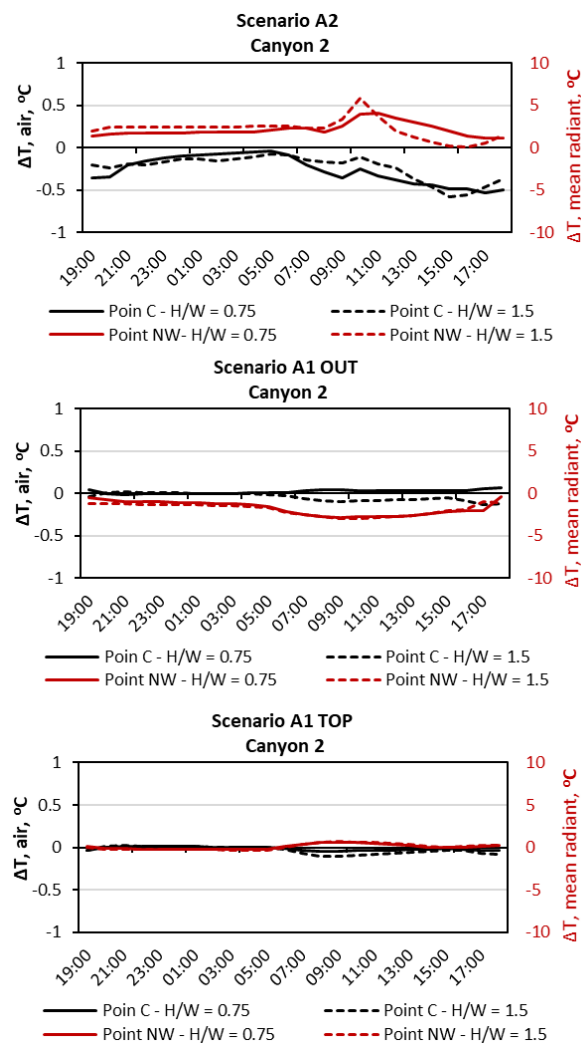 Scenario A2
Canyon 2
ΔT, air, ºC
1
0.5
0
-0.5
-1
10
5
0
-5
-10
ΔT, mean radiant, ºC
19:00 21:00 23:00 01:00 03:00 05:00 07:00 09:00 11:00 13:00 15:00 17:00
Poin C - H/W = 0.75 Point C - H/W = 1.5
Point NW- H/W = 0.75 Point NW - H/W = 1.5
Scenario A1 OUT
Canyon 2
ΔT, air, ºC
1
0.5
0
-0.5
-1
10
5
0
-5
-10
ΔT, mean radiant, ºC
19:00 21:00 23:00 01:00 03:00 05:00 07:00 09:00 11:00 13:00 15:00 17:00
Poin C - H/W = 0.75 Point C - H/W = 1.5
Point NW - H/W = 0.75 Point NW - H/W = 1.5
Scenario A1 TOP
Canyon 2
ΔT, air, ºC
1
0.5
0
-0.5
-1
10
5
0
-5
-10
ΔT, mean radiant, ºC
19:00 21:00 23:00 01:00 03:00 05:00 07:00 09:00 11:00 13:00 15:00 17:00
Poin C - H/W = 0.75 Point C - H/W = 1.5
Point NW - H/W = 0.75 Point NW - H/W = 1.5